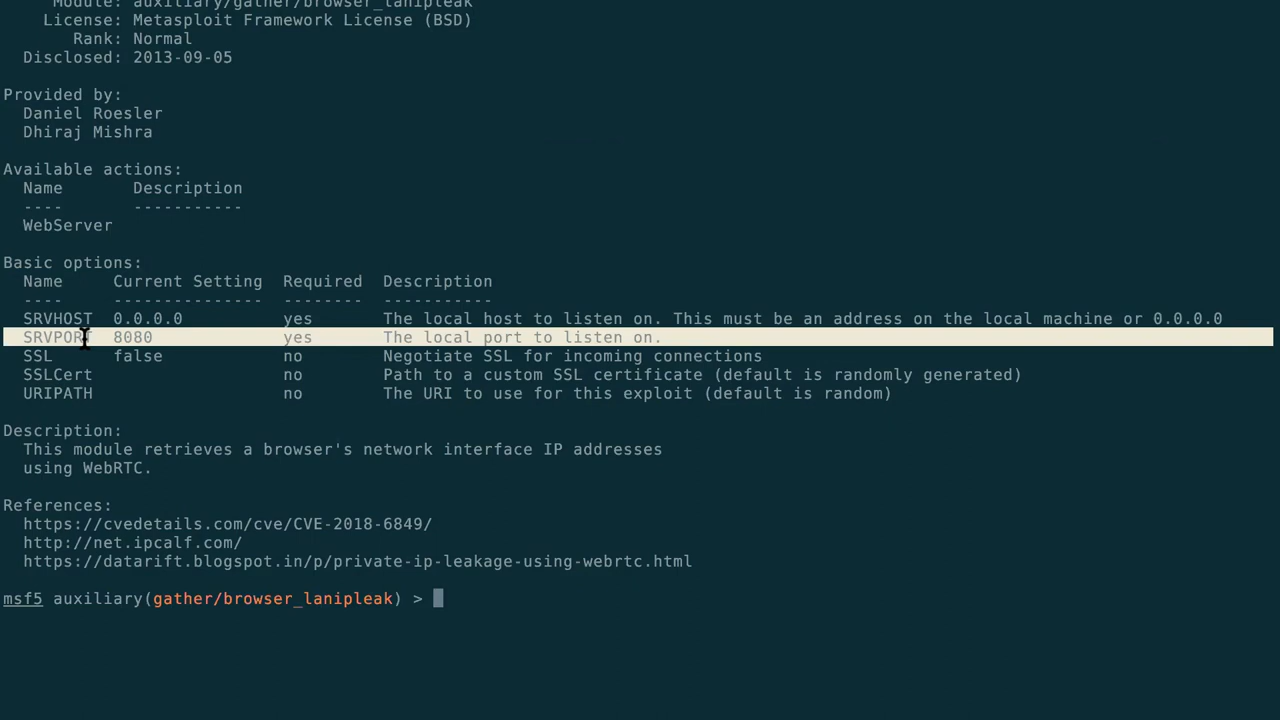 Module: auxiliary/gather/browser_lanipleak
License: Metasploit Framework License (BSD)
Rank: Normal
Disclosed: 2013-09-05
Provided by:
Daniel Roesler
Dhiraj Mishra
Available actions:
Name Description
---- -----------
WebServer
Basic options:
Name Current Setting Required Description
---- --------------- -------- -----------
SRVHOST 0.0.0.0 yes The local host to listen on. This must be an address on the local machine or 0.0.0.0
SRVPORT 8080 yes The local port to listen on.
SSL false no Negotiate SSL for incoming connections
SSLCert no Path to a custom SSL certificate (default is randomly generated)
URIPATH no The URI to use for this exploit (default is random)
Description:
This module retrieves a browser's network interface IP addresses
using WebRTC.
References:
https://cvedetails.com/cve/CVE-2018-6849/
http://net.ipcalf.com/
https://datarift.blogspot.in/p/private-ip-leakage-using-webrtc.html
msf5 auxiliary(gather/browser_lanipleak) >